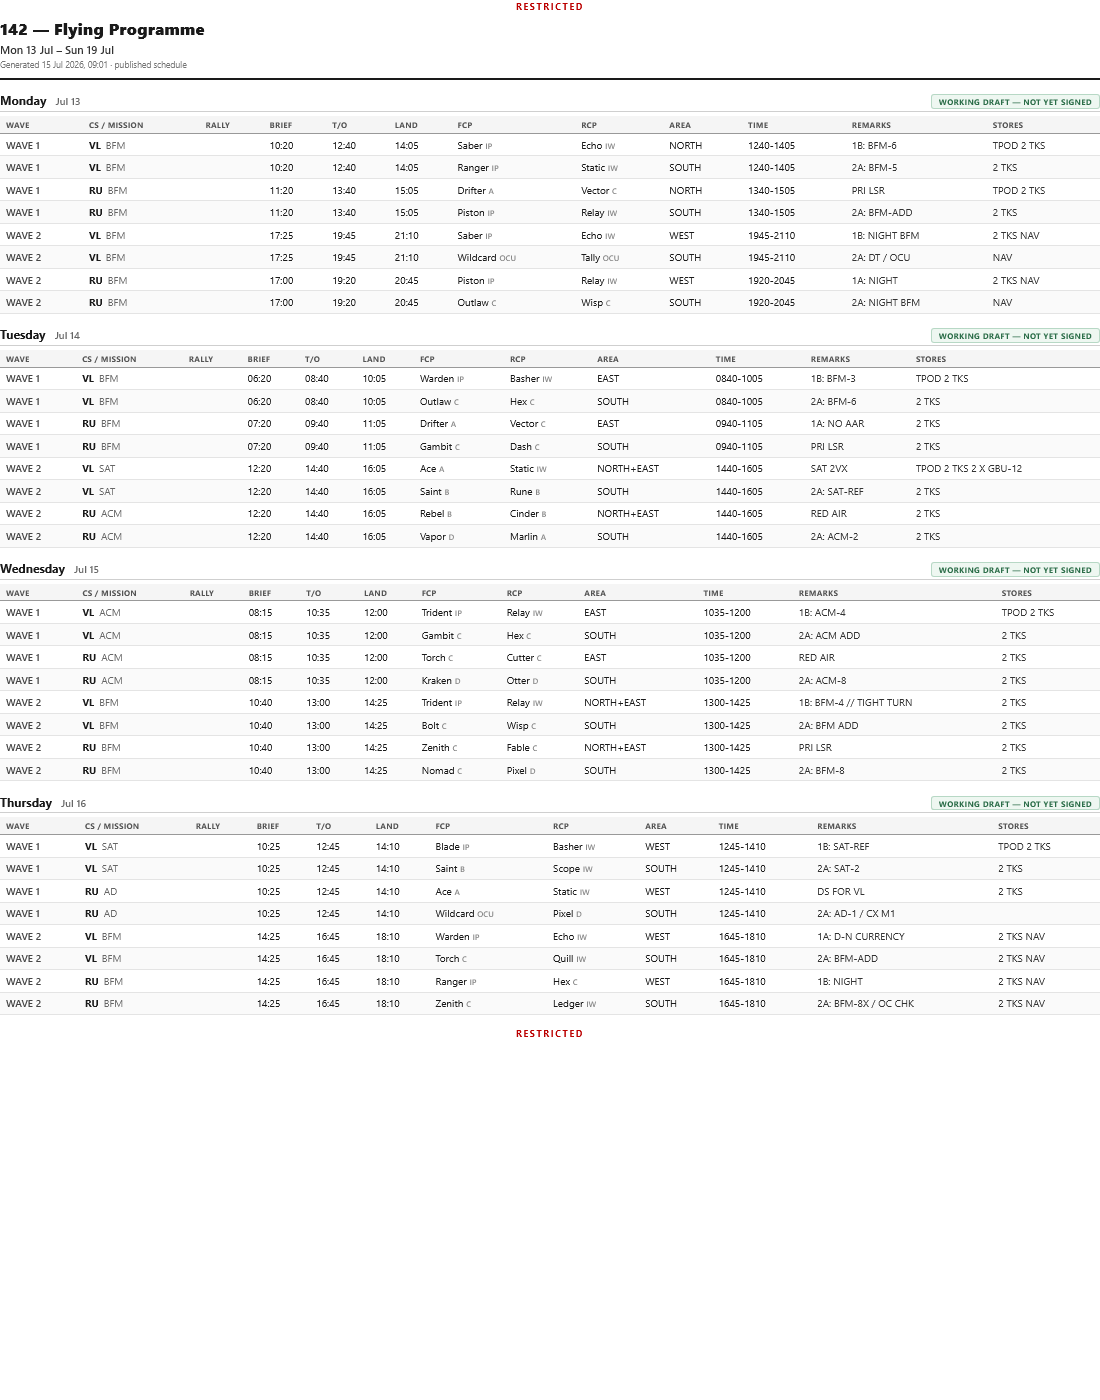 RESTRICTED
142 — Flying Programme
Mon 13 Jul – Sun 19 Jul
Generated 15 Jul 2026, 09:01 · published schedule
Monday Jul 13 WORKING DRAFT — NOT YET SIGNED
WAVE CS / MISSION RALLY BRIEF T/O LAND FCP RCP AREA TIME REMARKS STORES
WAVE 1 VL BFM 10:20 12:40 14:05 Saber IP Echo IW NORTH 1240-1405 1B: BFM-6 TPOD 2 TKS
WAVE 1 VL BFM 10:20 12:40 14:05 Ranger IP Static IW SOUTH 1240-1405 2A: BFM-5 2 TKS
WAVE 1 RU BFM 11:20 13:40 15:05 Drifter A Vector C NORTH 1340-1505 PRI LSR TPOD 2 TKS
WAVE 1 RU BFM 11:20 13:40 15:05 Piston IP Relay IW SOUTH 1340-1505 2A: BFM-ADD 2 TKS
WAVE 2 VL BFM 17:25 19:45 21:10 Saber IP Echo IW WEST 1945-2110 1B: NIGHT BFM 2 TKS NAV
WAVE 2 VL BFM 17:25 19:45 21:10 Wildcard OCU Tally OCU SOUTH 1945-2110 2A: DT / OCU NAV
WAVE 2 RU BFM 17:00 19:20 20:45 Piston IP Relay IW WEST 1920-2045 1A: NIGHT 2 TKS NAV
WAVE 2 RU BFM 17:00 19:20 20:45 Outlaw C Wisp C SOUTH 1920-2045 2A: NIGHT BFM NAV
Tuesday Jul 14 WORKING DRAFT — NOT YET SIGNED
WAVE CS / MISSION RALLY BRIEF T/O LAND FCP RCP AREA TIME REMARKS STORES
WAVE 1 VL BFM 06:20 08:40 10:05 Warden IP Basher IW EAST 0840-1005 1B: BFM-3 TPOD 2 TKS
WAVE 1 VL BFM 06:20 08:40 10:05 Outlaw C Hex C SOUTH 0840-1005 2A: BFM-6 2 TKS
WAVE 1 RU BFM 07:20 09:40 11:05 Drifter A Vector C EAST 0940-1105 1A: NO AAR 2 TKS
WAVE 1 RU BFM 07:20 09:40 11:05 Gambit C Dash C SOUTH 0940-1105 PRI LSR 2 TKS
WAVE 2 VL SAT 12:20 14:40 16:05 Ace A Static IW NORTH+EAST 1440-1605 SAT 2VX TPOD 2 TKS 2 X GBU-12
WAVE 2 VL SAT 12:20 14:40 16:05 Saint B Rune B SOUTH 1440-1605 2A: SAT-REF 2 TKS
WAVE 2 RU ACM 12:20 14:40 16:05 Rebel B Cinder B NORTH+EAST 1440-1605 RED AIR 2 TKS
WAVE 2 RU ACM 12:20 14:40 16:05 Vapor D Marlin A SOUTH 1440-1605 2A: ACM-2 2 TKS
Wednesday Jul 15 WORKING DRAFT — NOT YET SIGNED
WAVE CS / MISSION RALLY BRIEF T/O LAND FCP RCP AREA TIME REMARKS STORES
WAVE 1 VL ACM 08:15 10:35 12:00 Trident IP Relay IW EAST 1035-1200 1B: ACM-4 TPOD 2 TKS
WAVE 1 VL ACM 08:15 10:35 12:00 Gambit C Hex C SOUTH 1035-1200 2A: ACM ADD 2 TKS
WAVE 1 RU ACM 08:15 10:35 12:00 Torch C Cutter C EAST 1035-1200 RED AIR 2 TKS
WAVE 1 RU ACM 08:15 10:35 12:00 Kraken D Otter D SOUTH 1035-1200 2A: ACM-8 2 TKS
WAVE 2 VL BFM 10:40 13:00 14:25 Trident IP Relay IW NORTH+EAST 1300-1425 1B: BFM-4 // TIGHT TURN 2 TKS
WAVE 2 VL BFM 10:40 13:00 14:25 Bolt C Wisp C SOUTH 1300-1425 2A: BFM ADD 2 TKS
WAVE 2 RU BFM 10:40 13:00 14:25 Zenith C Fable C NORTH+EAST 1300-1425 PRI LSR 2 TKS
WAVE 2 RU BFM 10:40 13:00 14:25 Nomad C Pixel D SOUTH 1300-1425 2A: BFM-8 2 TKS
Thursday Jul 16 WORKING DRAFT — NOT YET SIGNED
WAVE CS / MISSION RALLY BRIEF T/O LAND FCP RCP AREA TIME REMARKS STORES
WAVE 1 VL SAT 10:25 12:45 14:10 Blade IP Basher IW WEST 1245-1410 1B: SAT-REF TPOD 2 TKS
WAVE 1 VL SAT 10:25 12:45 14:10 Saint B Scope IW SOUTH 1245-1410 2A: SAT-2 2 TKS
WAVE 1 RU AD 10:25 12:45 14:10 Ace A Static IW WEST 1245-1410 DS FOR VL 2 TKS
WAVE 1 RU AD 10:25 12:45 14:10 Wildcard OCU Pixel D SOUTH 1245-1410 2A: AD-1 / CX M1
WAVE 2 VL BFM 14:25 16:45 18:10 Warden IP Echo IW WEST 1645-1810 1A: D-N CURRENCY 2 TKS NAV
WAVE 2 VL BFM 14:25 16:45 18:10 Torch C Quill IW SOUTH 1645-1810 2A: BFM-ADD 2 TKS NAV
WAVE 2 RU BFM 14:25 16:45 18:10 Ranger IP Hex C WEST 1645-1810 1B: NIGHT 2 TKS NAV
WAVE 2 RU BFM 14:25 16:45 18:10 Zenith C Ledger IW SOUTH 1645-1810 2A: BFM-8X / OC CHK 2 TKS NAV
RESTRICTED